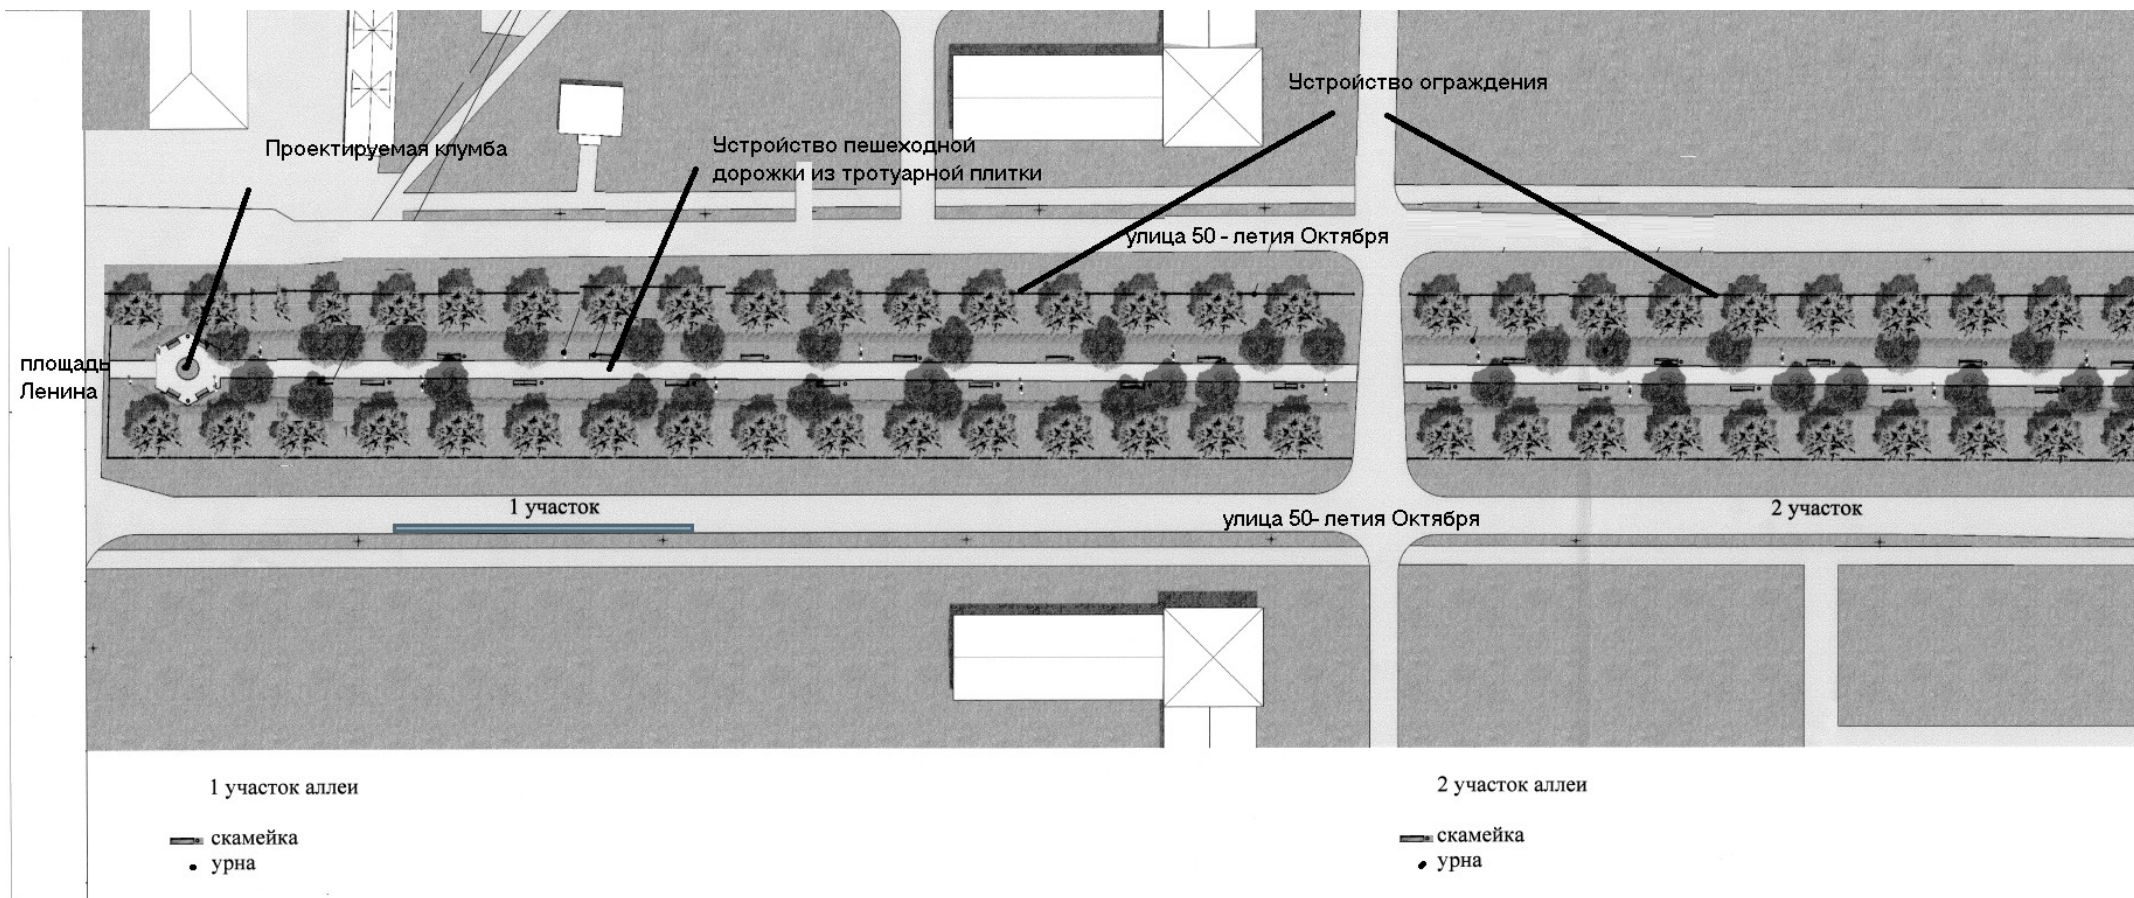 Устройство ограждения
Проектируемая клумба
Устройство пешеходной
дорожки из тротуарной плитки
улица 50 - летия Октября
площадь
Ленина
1 участок
улица 50- летия Октября
2 участок
1 участок аллеи
скамейка
урна
2 участок аллеи
скамейка
урна